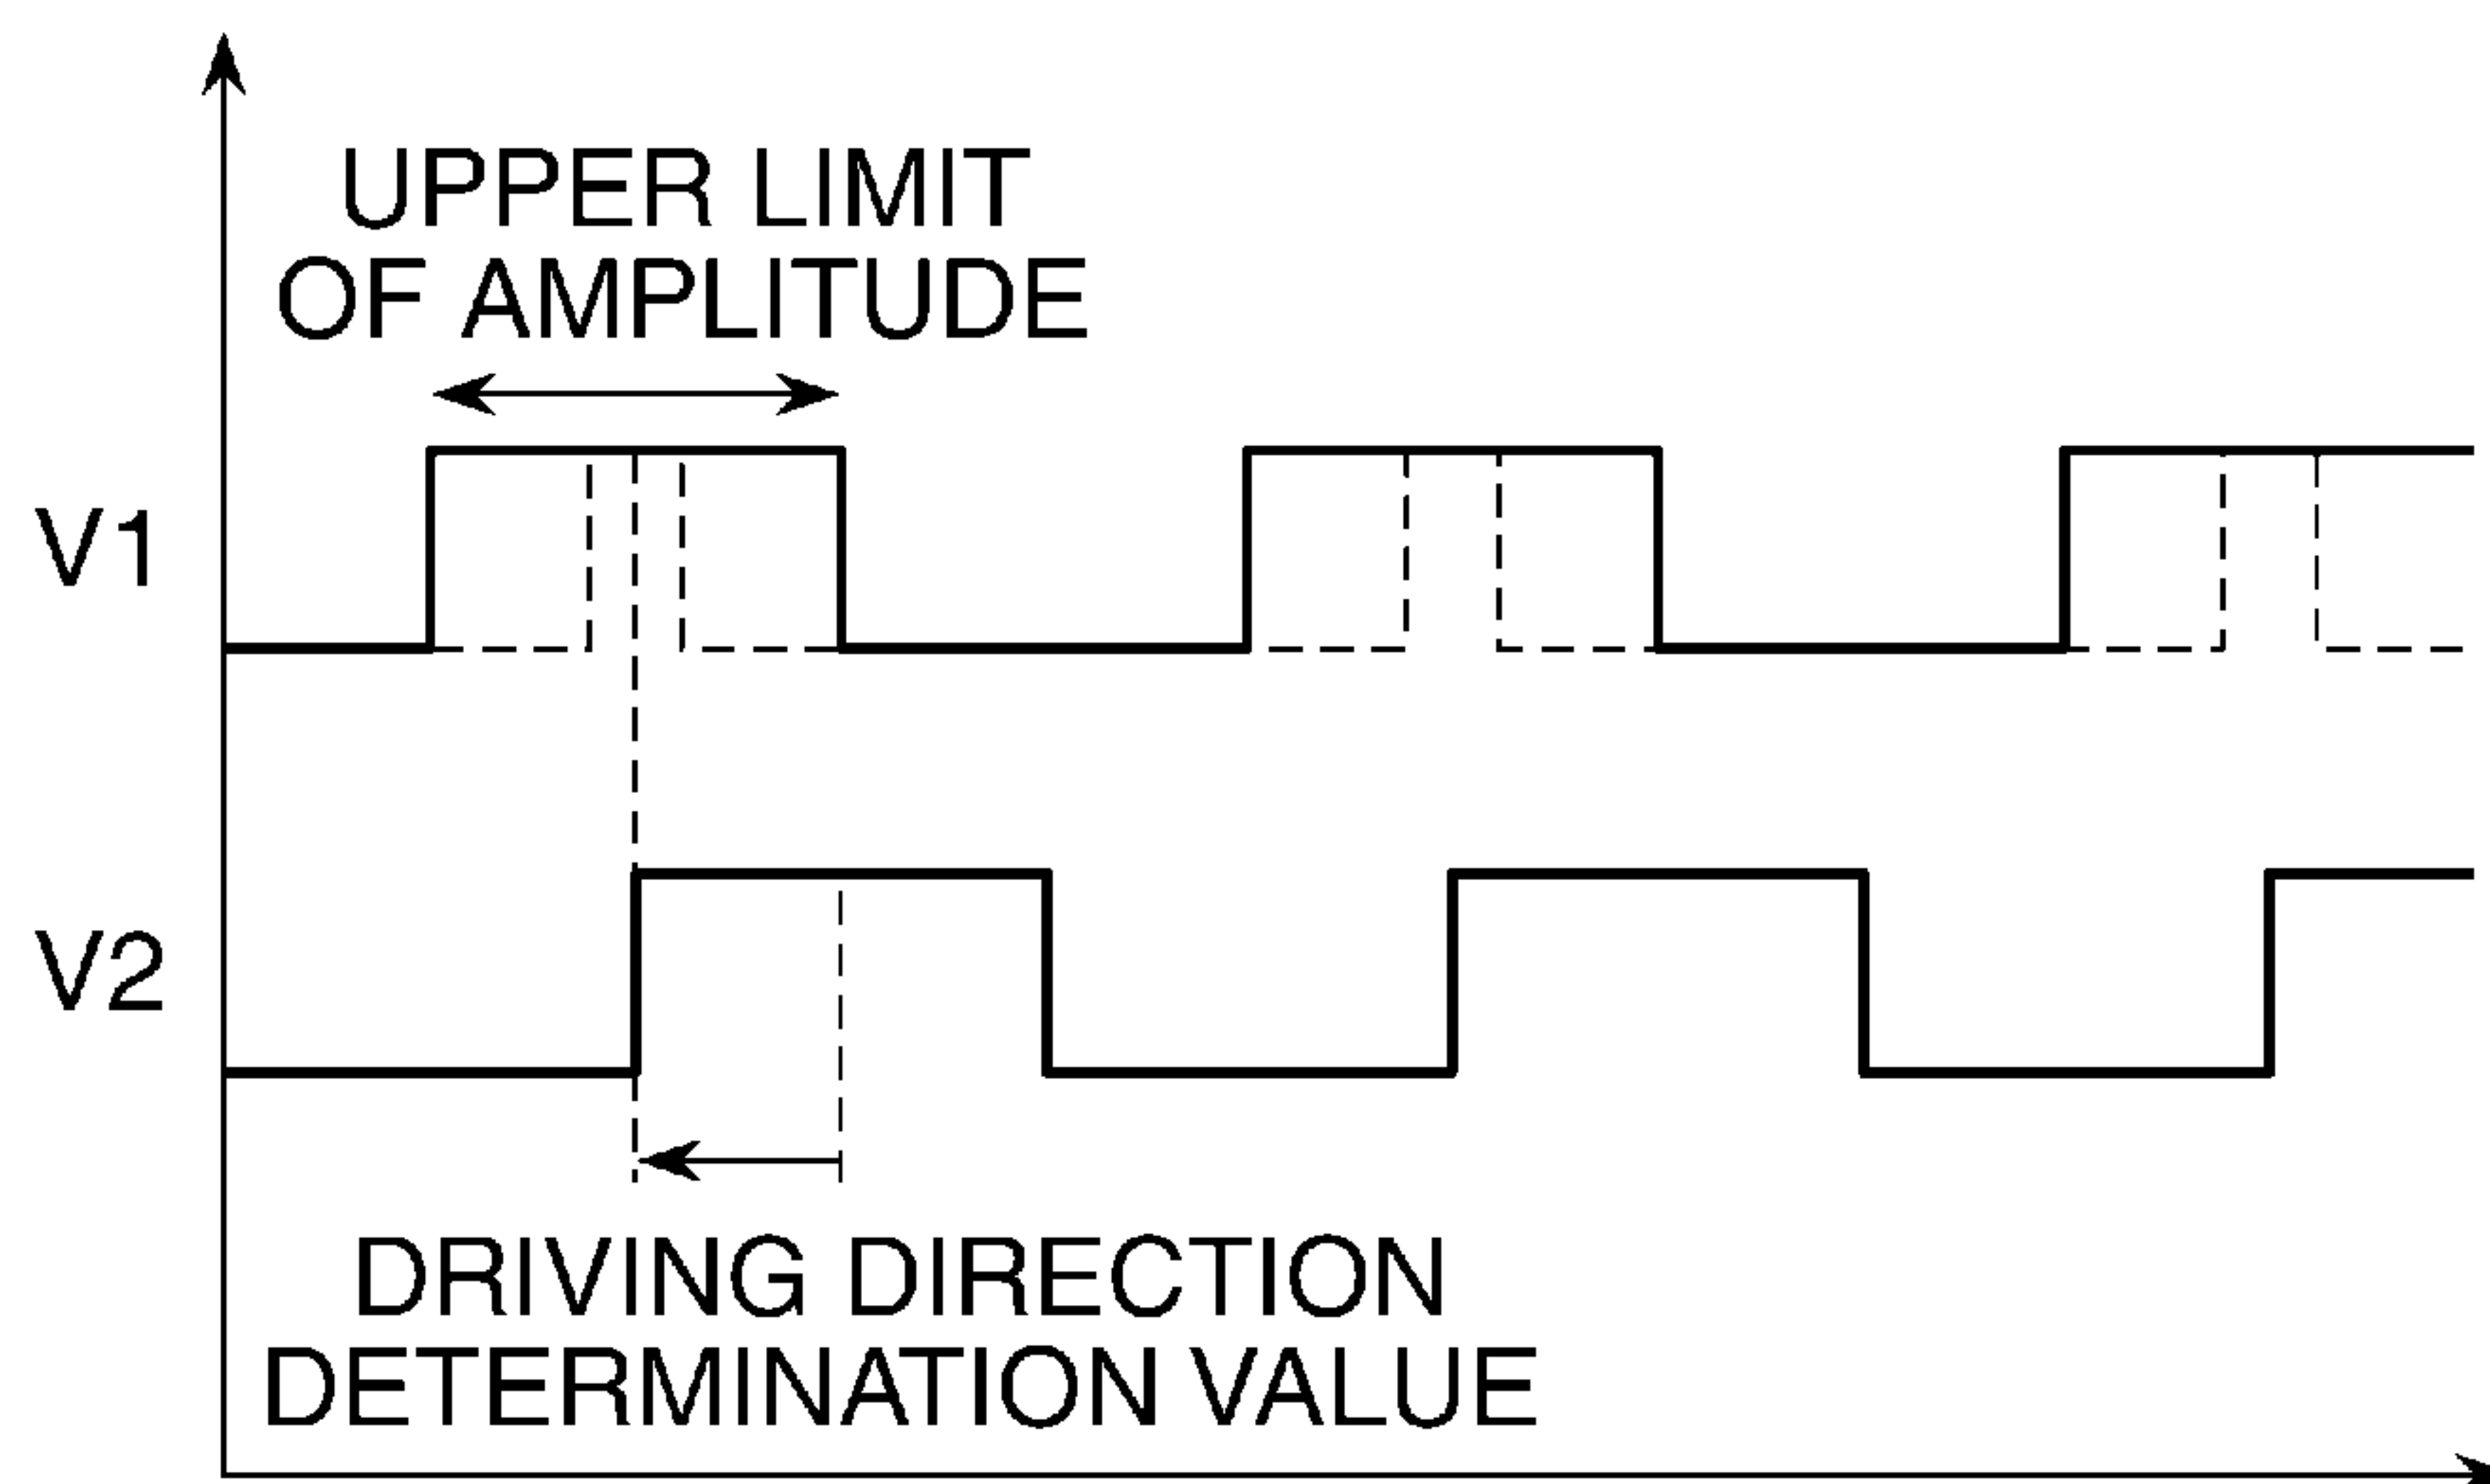 UPPER LIMIT
OF AMPLITUDE
V1
V2
DRIVING DIRECTION
DETERMINATION VALUE